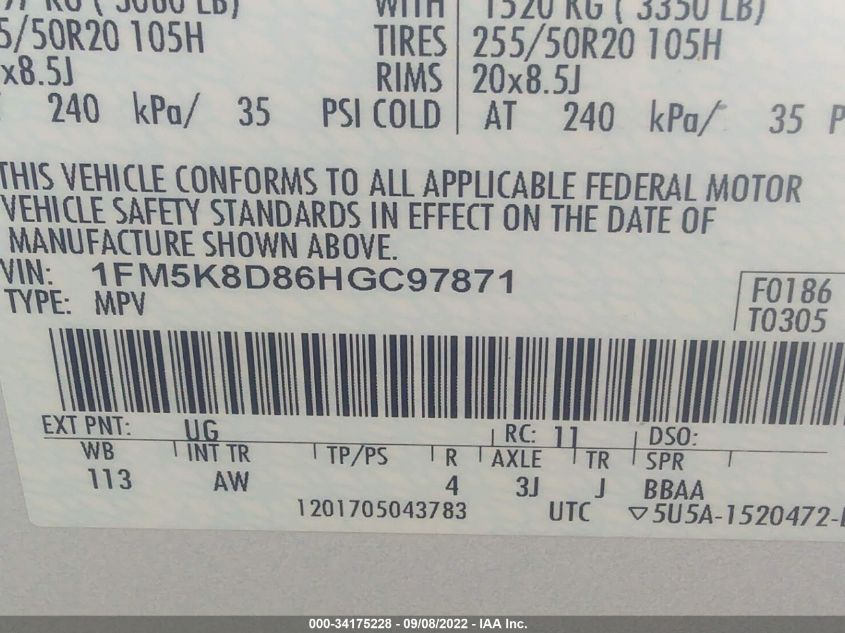 KG ( LB) WITH 1520 KG ( 3350 LB)
5/50R20 105H TIRES 255/50R20 105H
x8.5J RIMS 20x8.5J
240 kPa/ 35 PSI COLD AT 240 kPa/ 35 P
THIS VEHICLE CONFORMS TO ALL APPLICABLE FEDERAL MOTOR
VEHICLE SAFETY STANDARDS IN EFFECT ON THE DATE OF
MANUFACTURE SHOWN ABOVE.
VIN: 1FM5K8D86HGC97871
TYPE: MPV
F0186
T0305
EXT PNT: UG RC: 11 DSO:
WB INT TR TP/PS R AXLE TR SPR
113 AW 4 3J J BBAA
1201705043783 UTC ▽5U5A-1520472-
000-34175228 - 09/08/2022 - IAA Inc.